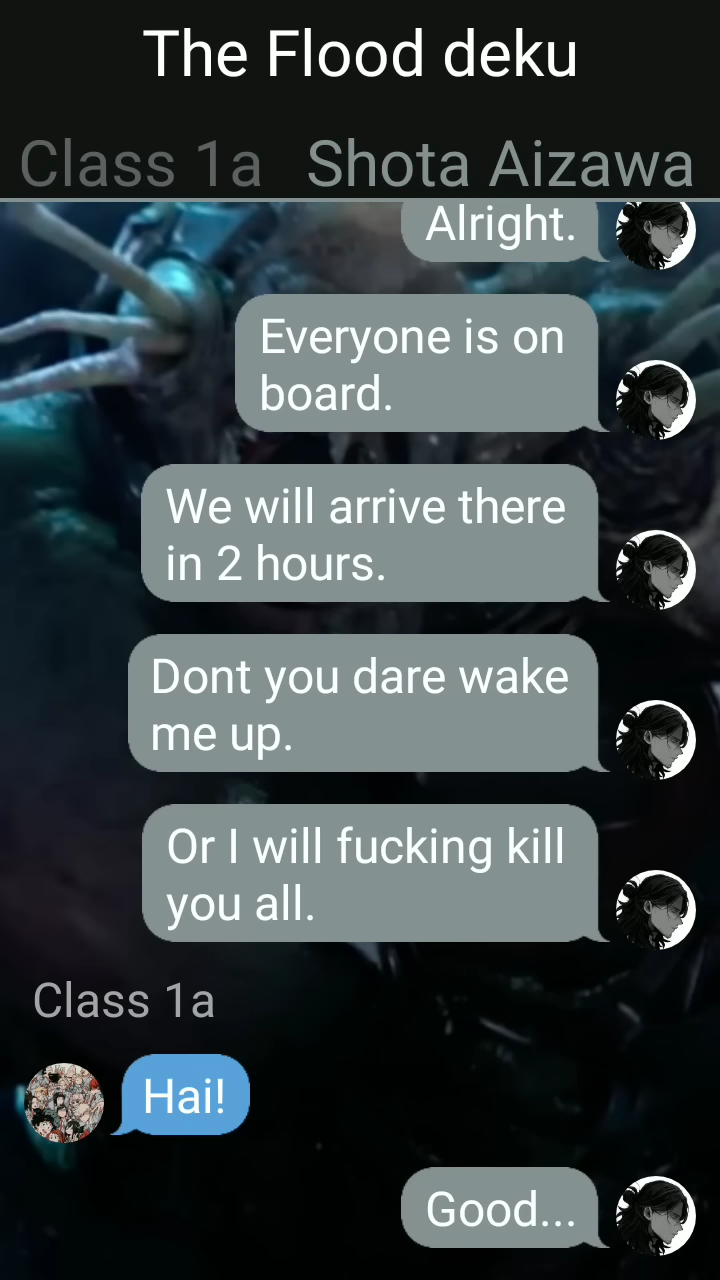 The Flood deku
Class 1a Shota Aizawa
Alright.
Everyone is on
board.
We will arrive there
in 2 hours.
Dont you dare wake
me up.
Or I will fucking kill
you all.
Class 1a
Hai!
Good...